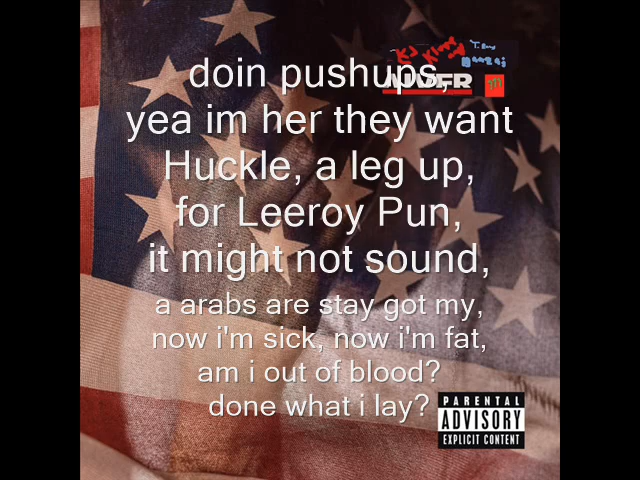 doin pushups,
yea im her they want
Huckle, a leg up,
for Leeroy Pun,
it might not sound,
a arabs are stay got my,
now i'm sick, now i'm fat,
am i out of blood?
done what i lay?
PARENTAL
ADVISORY
EXPLICIT CONTENT